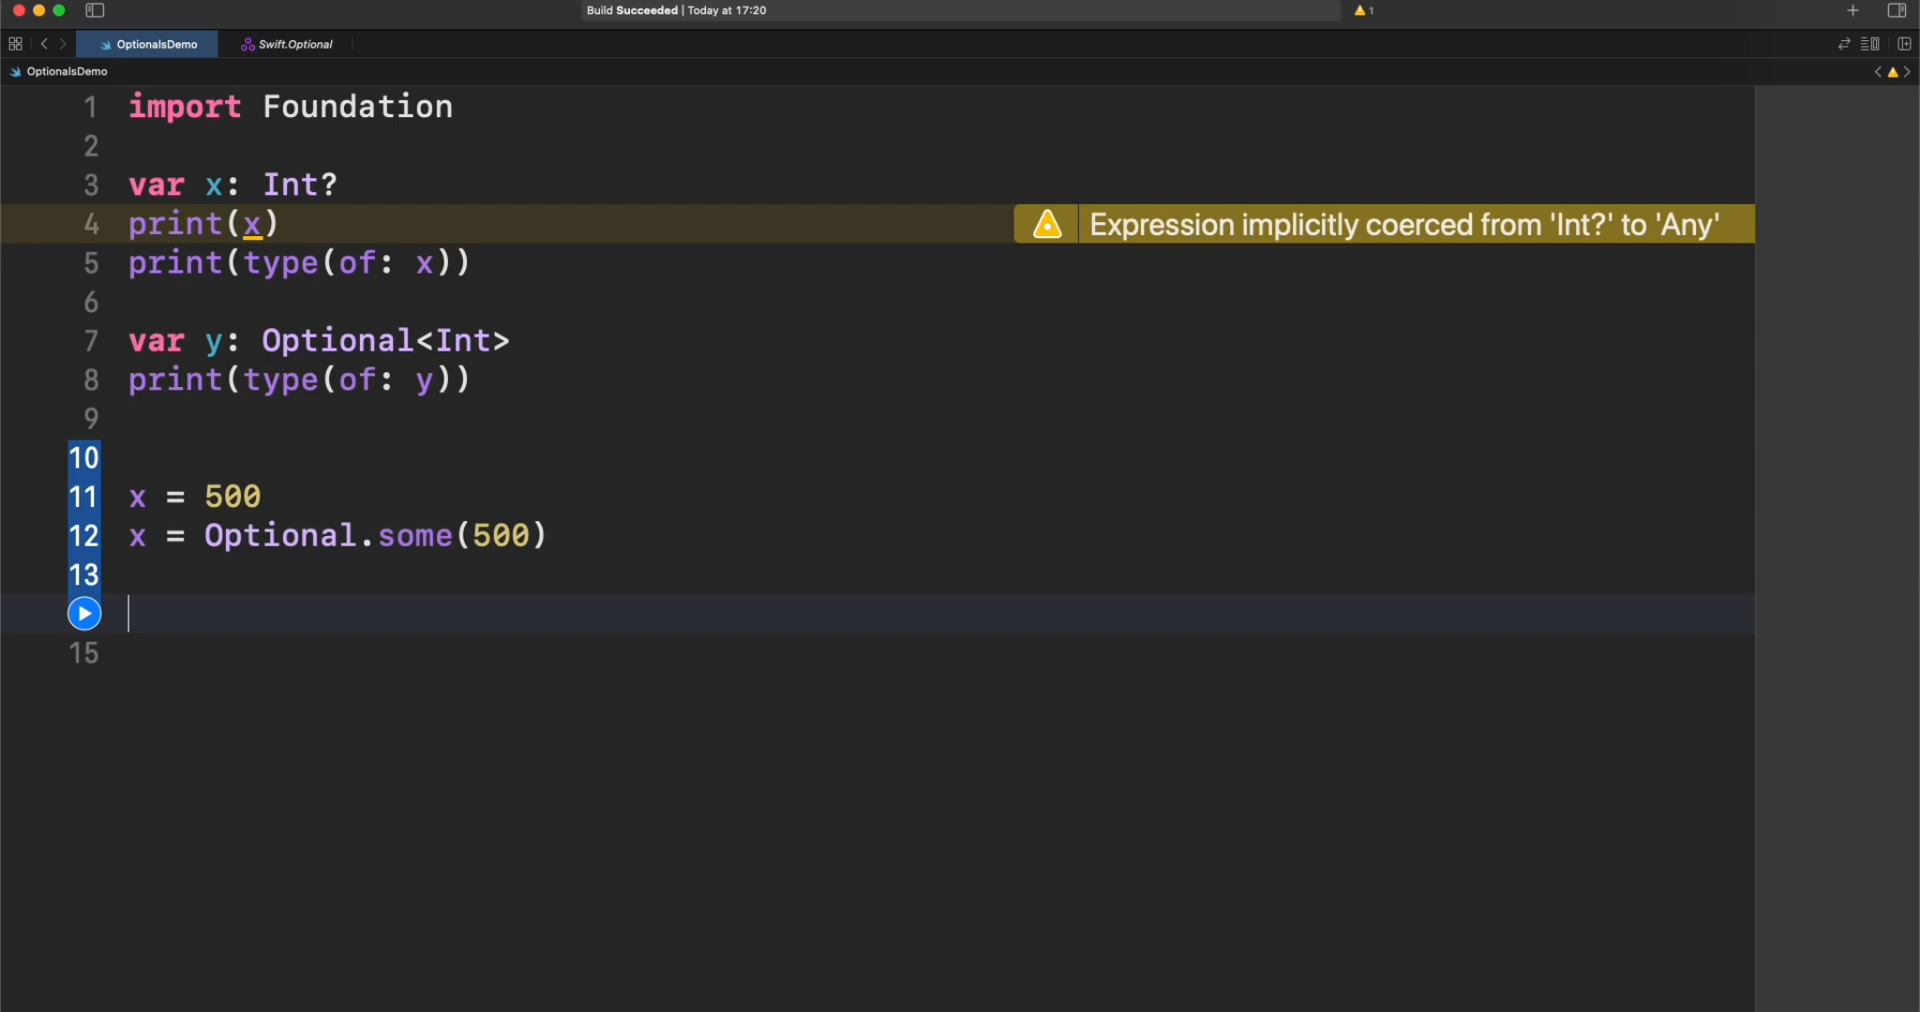 Build Succeeded | Today at 17:20
1
OptionalsDemo
Swift.Optional
OptionalsDemo
1 import Foundation
2
3 var x: Int?
4 print(x)
Expression implicitly coerced from 'Int?' to 'Any'
5 print(type(of: x))
6
7 var y: Optional<Int>
8 print(type(of: y))
9
10
11 x = 500
12 x = Optional.some(500)
13
15